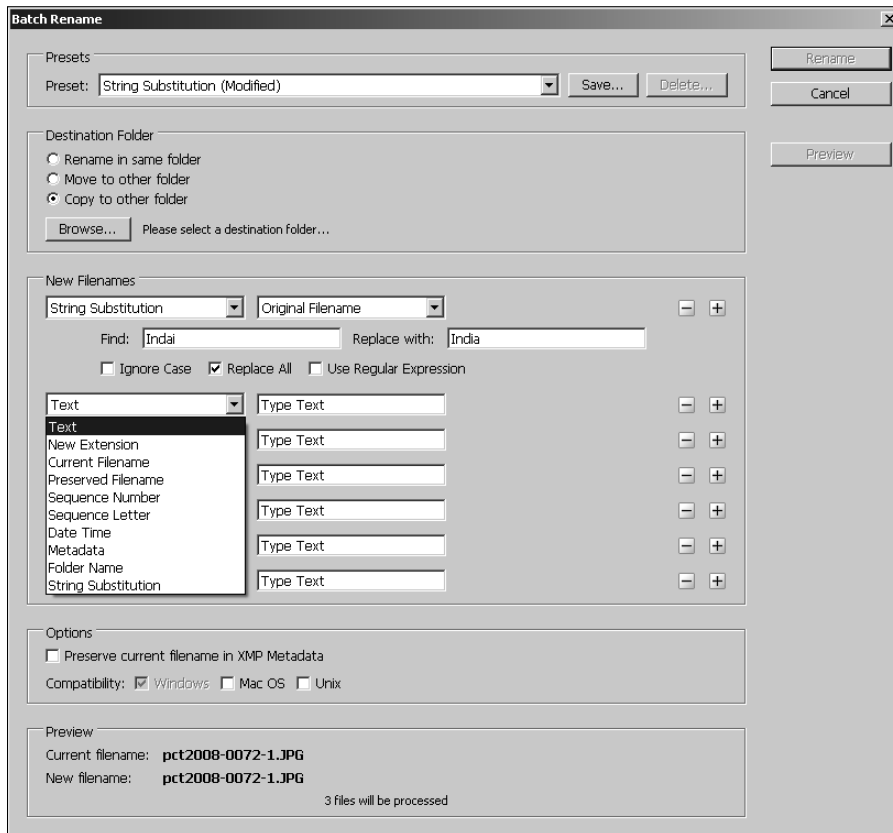 Batch Rename
Presets
Preset: String Substitution (Modified) Save... Delete...
Rename
Cancel
Preview
Destination Folder
Rename in same folder
Move to other folder
Copy to other folder
Browse... Please select a destination folder...
New Filenames
String Substitution Original Filename
Find: Indai Replace with: India
Ignore Case Replace All Use Regular Expression
Text Type Text
Text
New Extension Type Text
Current Filename
Preserved Filename Type Text
Sequence Number
Sequence Letter Type Text
Date Time
Metadata Type Text
Folder Name
String Substitution Type Text
Options
Preserve current filename in XMP Metadata
Compatibility: Windows Mac OS Unix
Preview
Current filename: pct2008-0072-1.JPG
New filename: pct2008-0072-1.JPG
3 files will be processed